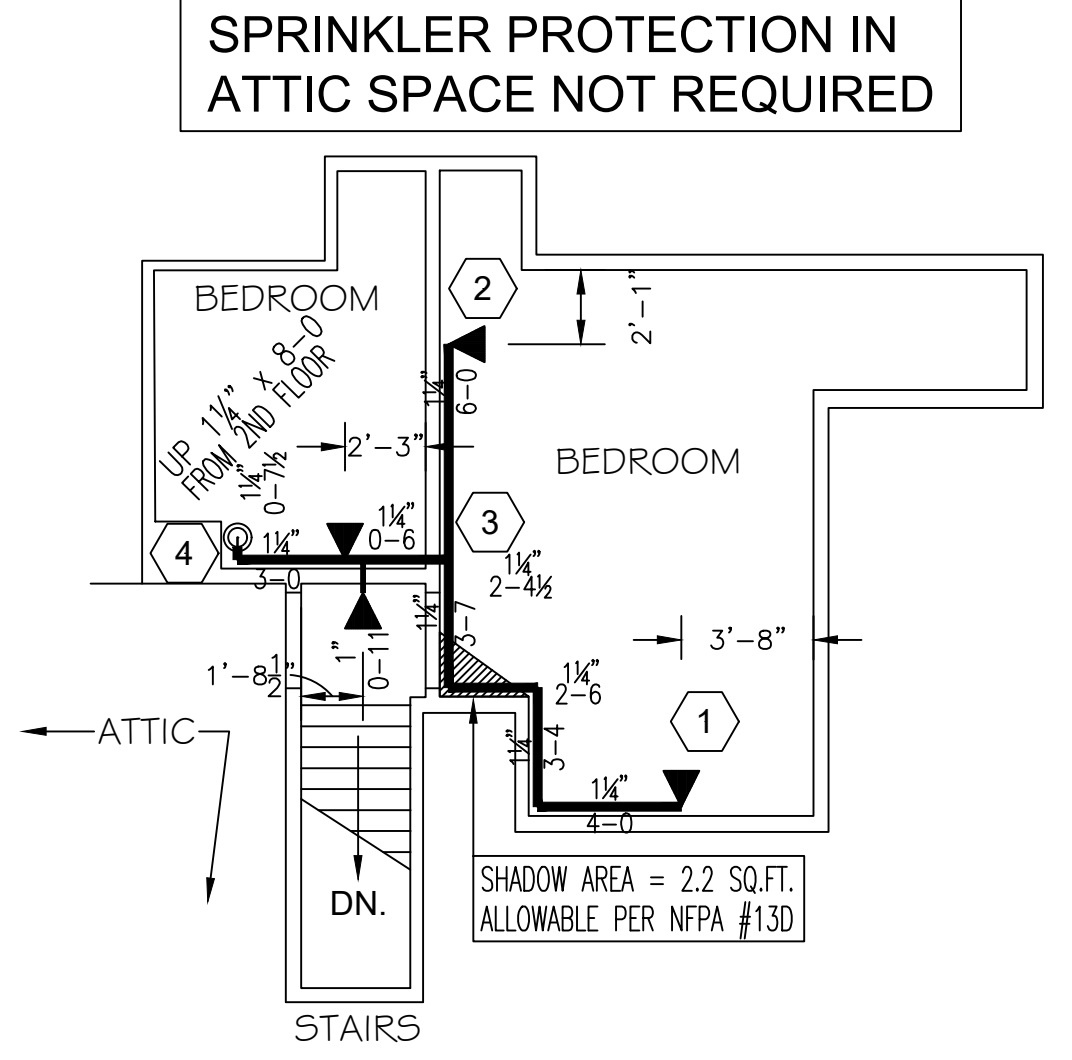 SPRINKLER PROTECTION IN
ATTIC SPACE NOT REQUIRED
BEDROOM
2
2'-1"
UP 1¼" X 8-0
FROM 2ND FLOOR
1¼"
6-0
2'-3"
BEDROOM
1¼"
0-7½
1¼"
0-6
3
4
1¼"
3-0
1¼"
2-4½
1¼"
3-7
1"
0-11
3'-8"
1'-8½"
1¼"
2-6
ATTIC
1
1¼"
3-4
1¼"
4-0
SHADOW AREA = 2.2 SQ.FT.
ALLOWABLE PER NFPA #13D
DN.
STAIRS